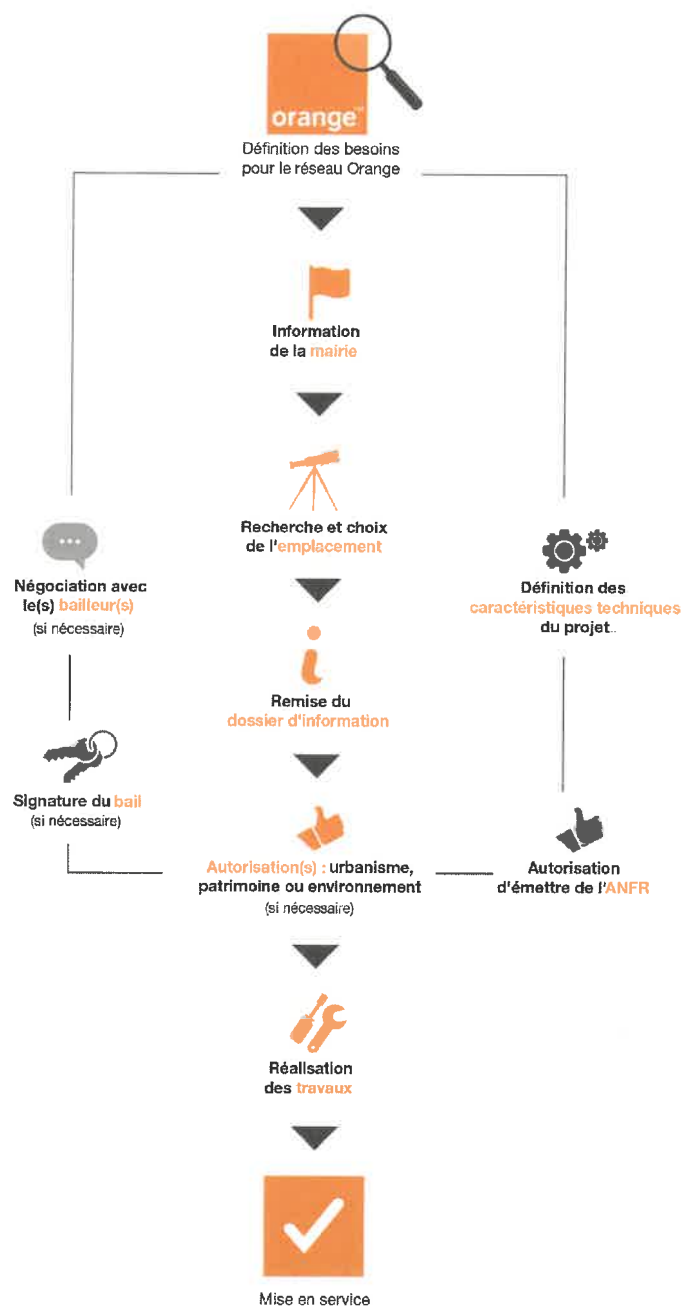 orange™
Définition des besoins
pour le réseau Orange
Information
de la mairie
Recherche et choix
de l'emplacement
Négociation avec
le(s) bailleur(s)
(si nécessaire)
Définition des
caractéristiques techniques
du projet..
Remise du
dossier d'information
Signature du bail
(si nécessaire)
Autorisation(s) : urbanisme,
patrimoine ou environnement
(si nécessaire)
Autorisation
d'émettre de l'ANFR
Réalisation
des travaux
Mise en service